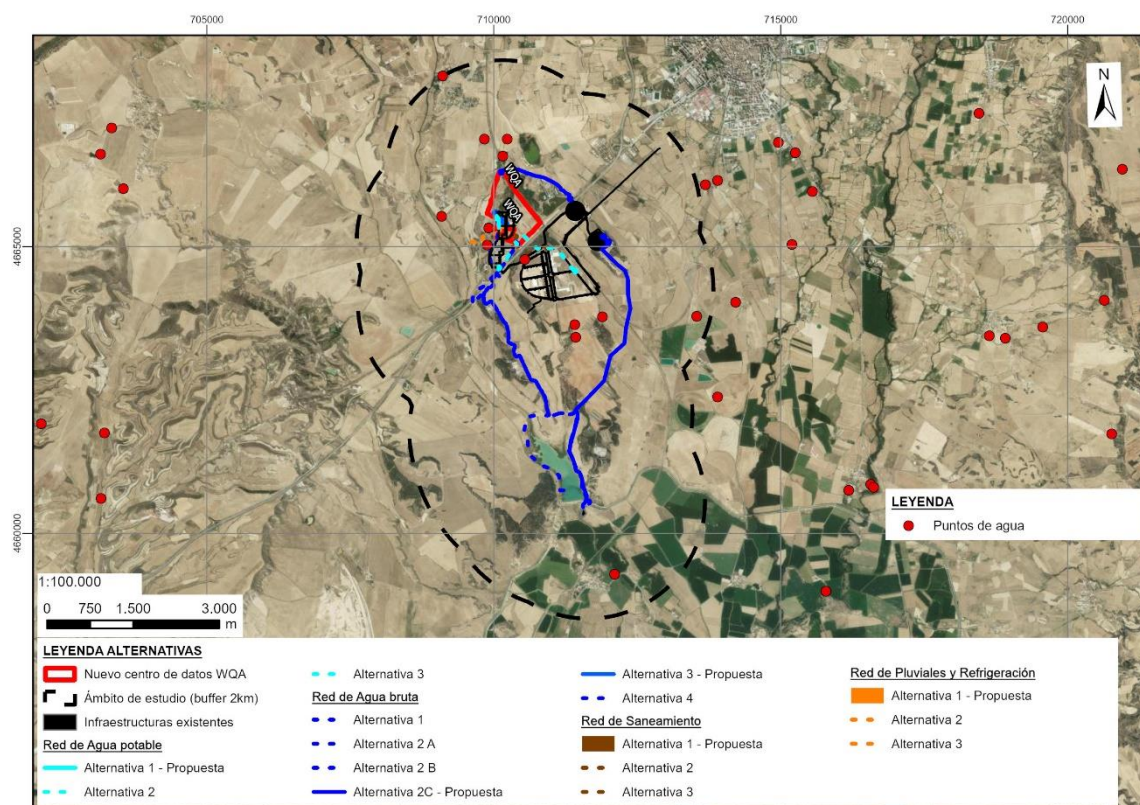 705000
710000
715000
720000
N
WQA
WQA
4665000
4660000
LEYENDA
Puntos de agua
1:100.000
0 750 1.500 3.000
m
LEYENDA ALTERNATIVAS
Nuevo centro de datos WQA
Ámbito de estudio (buffer 2km)
Infraestructuras existentes
Red de Agua potable
Alternativa 1 - Propuesta
Alternativa 2
Alternativa 3
Red de Agua bruta
Alternativa 1
Alternativa 2 A
Alternativa 2 B
Alternativa 2C - Propuesta
Alternativa 3 - Propuesta
Alternativa 4
Red de Saneamiento
Alternativa 1 - Propuesta
Alternativa 2
Alternativa 3
Red de Pluviales y Refrigeración
Alternativa 1 - Propuesta
Alternativa 2
Alternativa 3